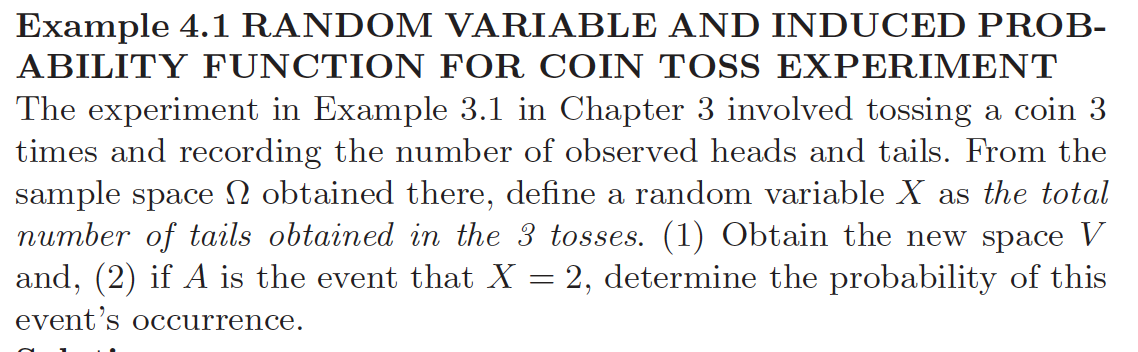 Example 4.1 RANDOM VARIABLE AND INDUCED PROB-
ABILITY FUNCTION FOR COIN TOSS EXPERIMENT
The experiment in Example 3.1 in Chapter 3 involved tossing a coin 3
times and recording the number of observed heads and tails. From the
sample space Ω obtained there, define a random variable X as the total
number of tails obtained in the 3 tosses. (1) Obtain the new space V
and, (2) if A is the event that X = 2, determine the probability of this
event's occurrence.